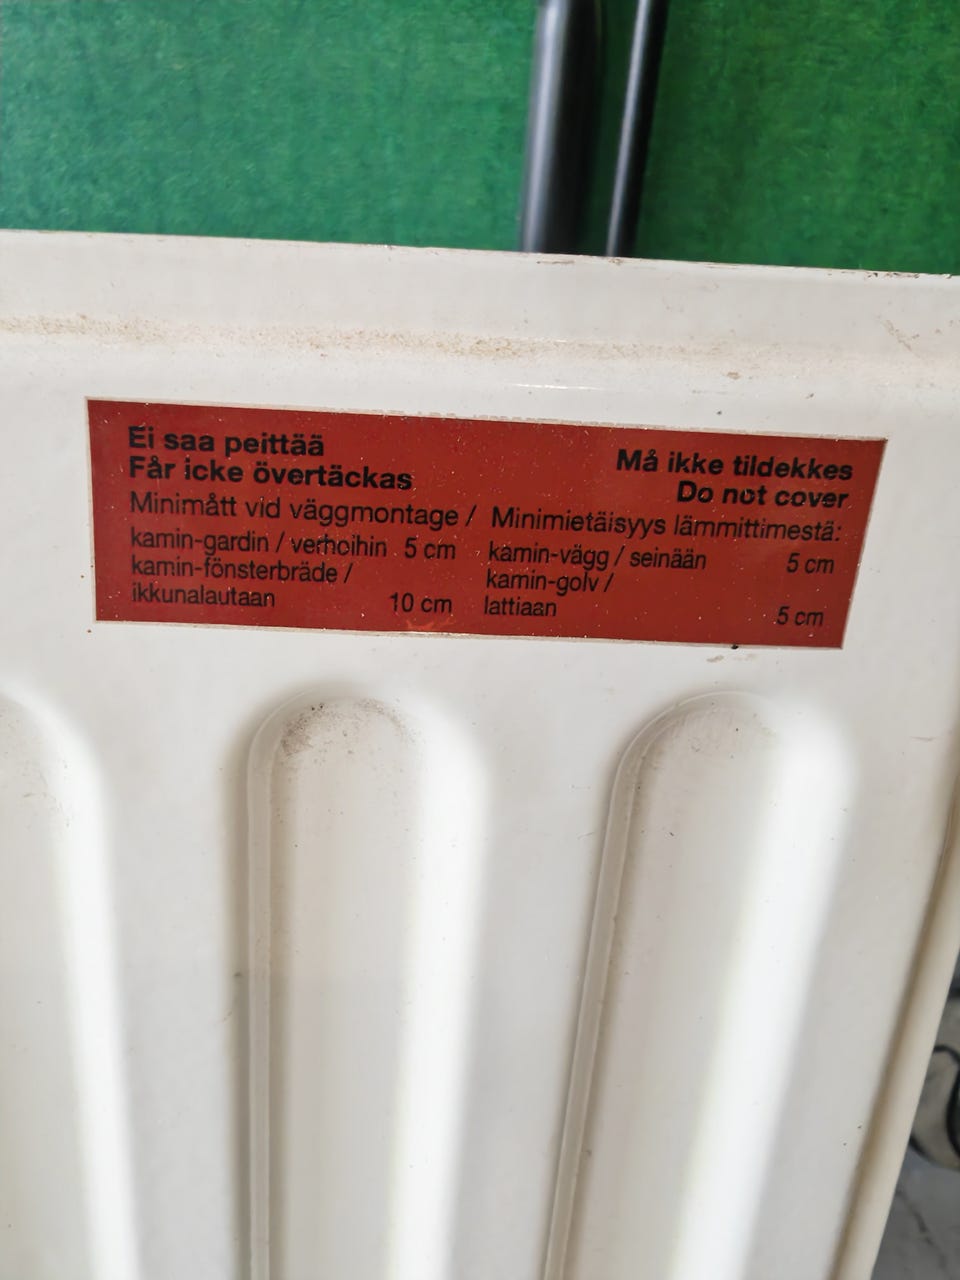 Ei saa peittää
Får icke övertäckas
Må ikke tildekkes
Do not cover
Minimått vid väggmontage / Minimietäisyys lämmittimestä:
kamin-gardin / verhoihin 5 cm
kamin-fönsterbräde /
ikkunalautaan 10 cm
kamin-vägg / seinään 5 cm
kamin-golv /
lattiaan 5 cm